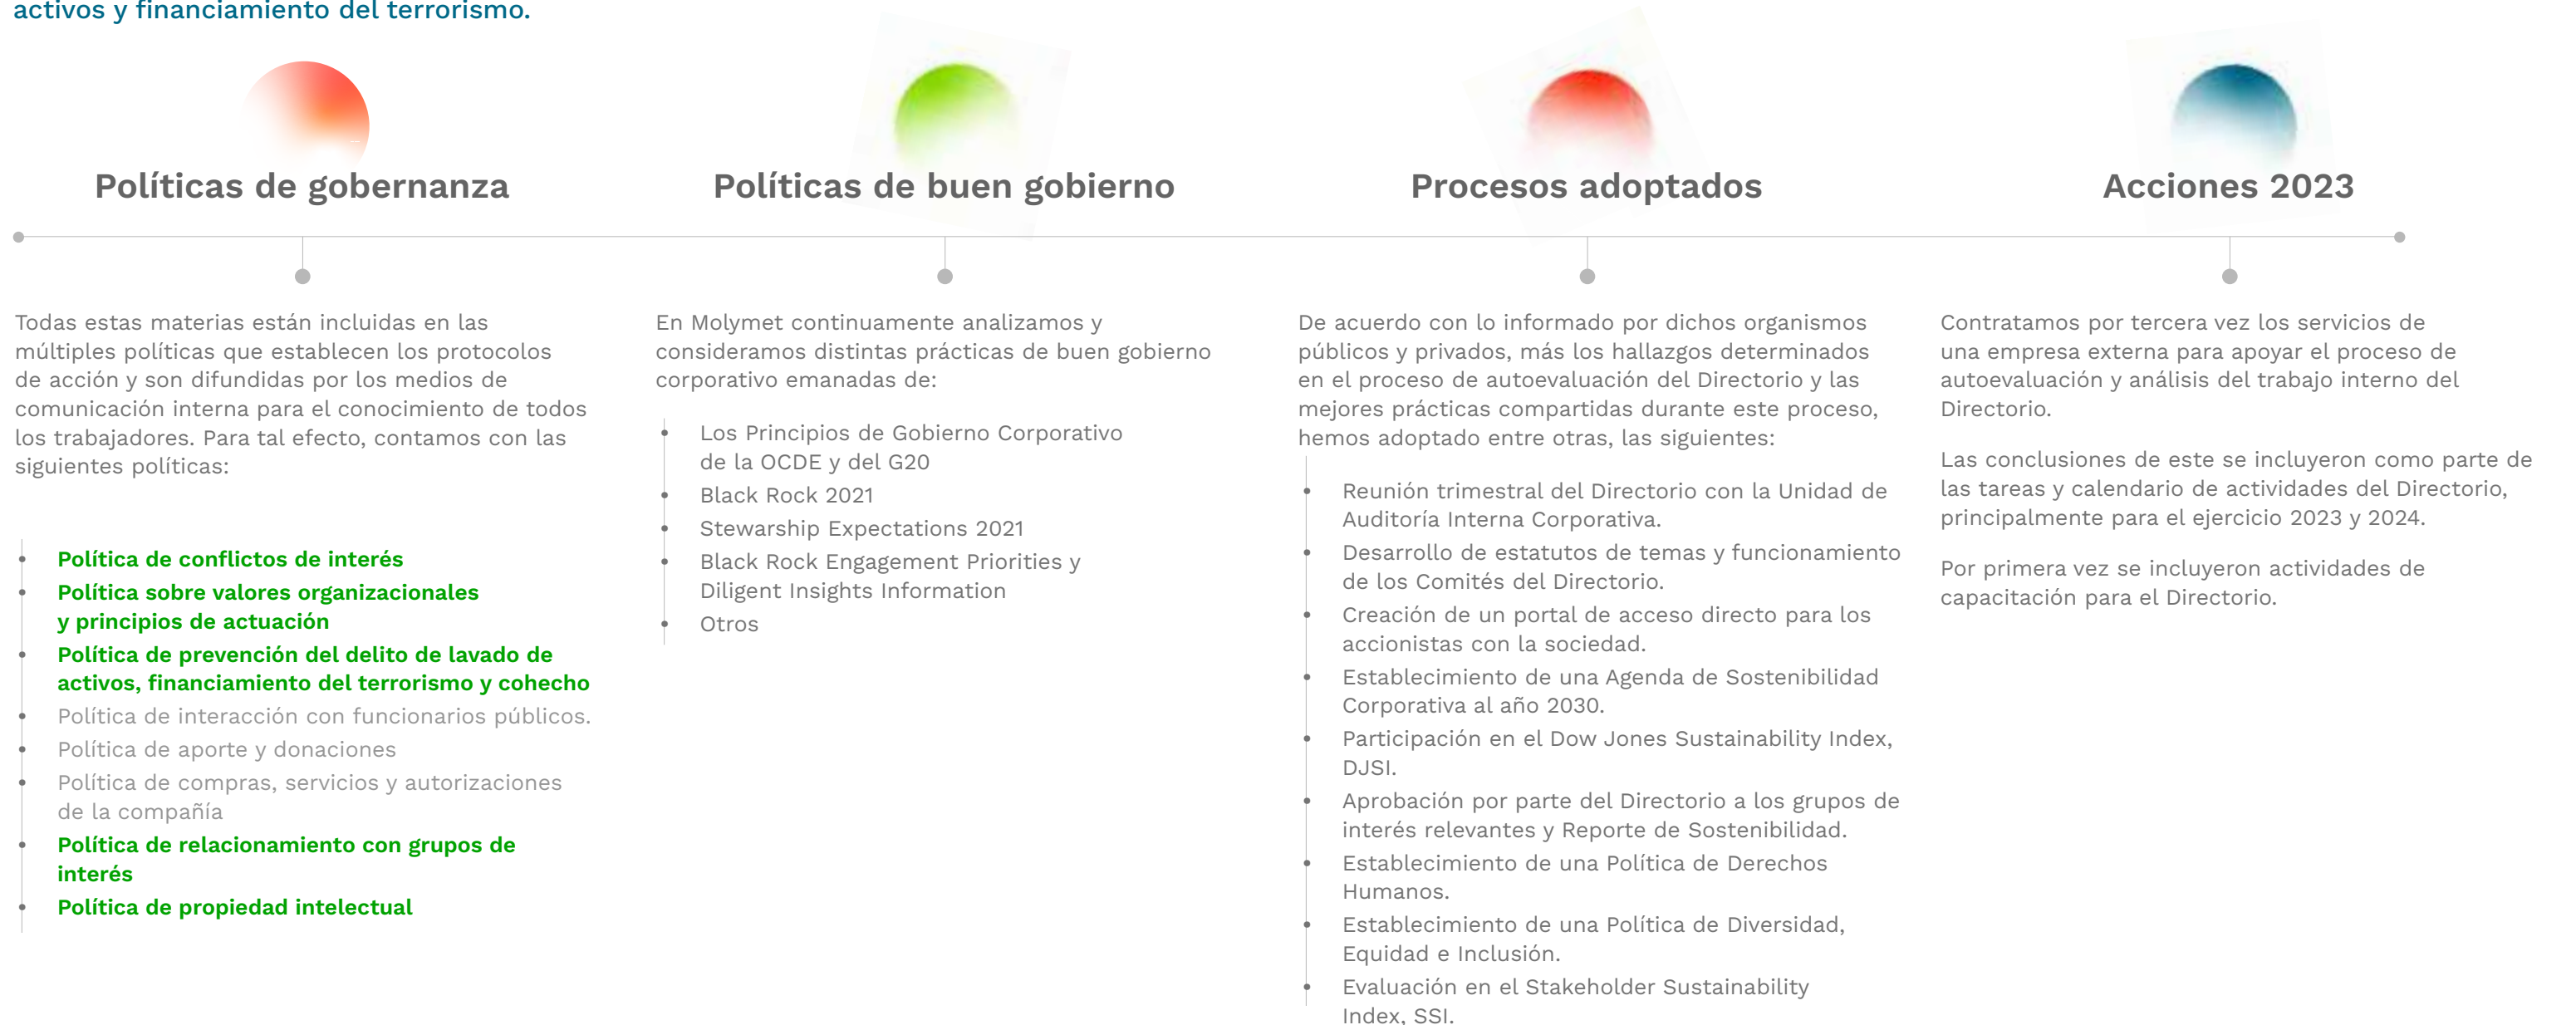 activos y financiamiento del terrorismo.
Políticas de gobernanza
Todas estas materias están incluidas en las
múltiples políticas que establecen los protocolos
de acción y son difundidas por los medios de
comunicación interna para el conocimiento de todos
los trabajadores. Para tal efecto, contamos con las
siguientes políticas:
• Política de conflictos de interés
• Política sobre valores organizacionales
y principios de actuación
• Política de prevención del delito de lavado de
activos, financiamiento del terrorismo y cohecho
• Política de interacción con funcionarios públicos.
• Política de aporte y donaciones
• Política de compras, servicios y autorizaciones
de la compañía
• Política de relacionamiento con grupos de
interés
• Política de propiedad intelectual
Políticas de buen gobierno
En Molymet continuamente analizamos y
consideramos distintas prácticas de buen gobierno
corporativo emanadas de:
• Los Principios de Gobierno Corporativo
de la OCDE y del G20
• Black Rock 2021
• Stewarship Expectations 2021
• Black Rock Engagement Priorities y
Diligent Insights Information
• Otros
Procesos adoptados
De acuerdo con lo informado por dichos organismos
públicos y privados, más los hallazgos determinados
en el proceso de autoevaluación del Directorio y las
mejores prácticas compartidas durante este proceso,
hemos adoptado entre otras, las siguientes:
• Reunión trimestral del Directorio con la Unidad de
Auditoría Interna Corporativa.
• Desarrollo de estatutos de temas y funcionamiento
de los Comités del Directorio.
• Creación de un portal de acceso directo para los
accionistas con la sociedad.
• Establecimiento de una Agenda de Sostenibilidad
Corporativa al año 2030.
• Participación en el Dow Jones Sustainability Index,
DJSI.
• Aprobación por parte del Directorio a los grupos de
interés relevantes y Reporte de Sostenibilidad.
• Establecimiento de una Política de Derechos
Humanos.
• Establecimiento de una Política de Diversidad,
Equidad e Inclusión.
• Evaluación en el Stakeholder Sustainability
Index, SSI.
Acciones 2023
Contratamos por tercera vez los servicios de
una empresa externa para apoyar el proceso de
autoevaluación y análisis del trabajo interno del
Directorio.
Las conclusiones de este se incluyeron como parte de
las tareas y calendario de actividades del Directorio,
principalmente para el ejercicio 2023 y 2024.
Por primera vez se incluyeron actividades de
capacitación para el Directorio.